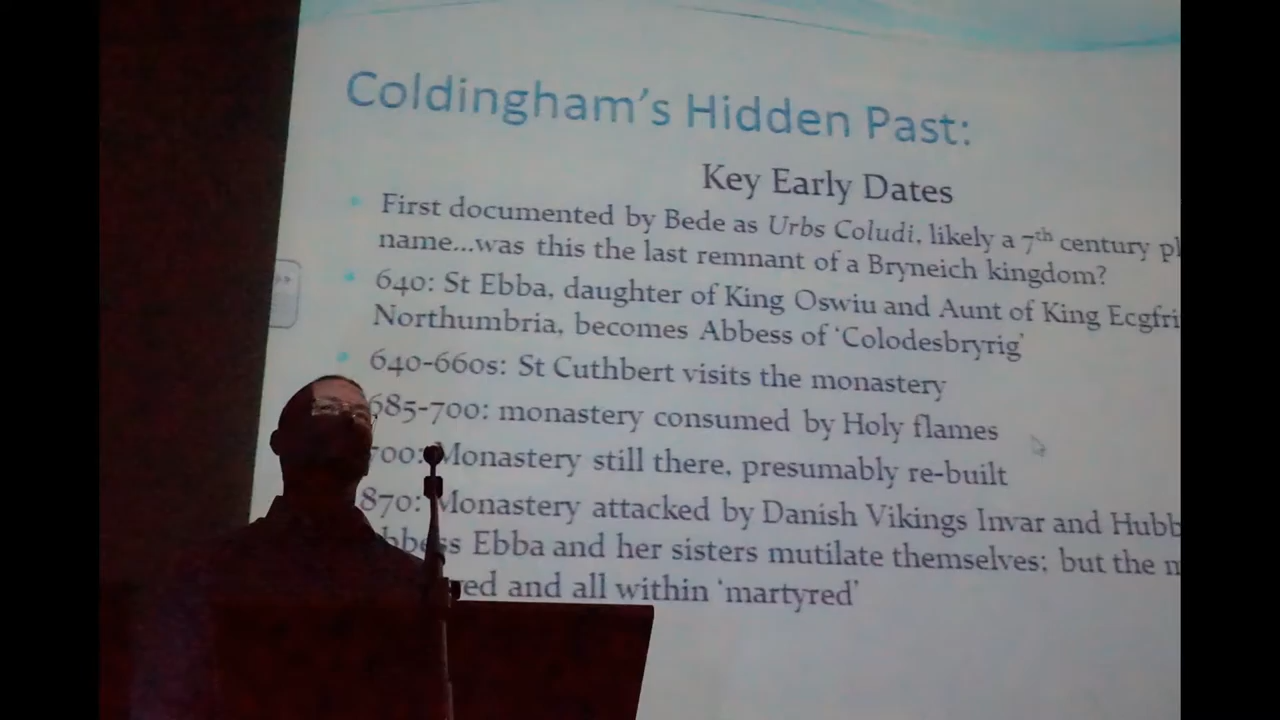 Coldingham's Hidden Past:
Key Early Dates
First documented by Bede as Urbs Coludi, likely a 7th century
name...was this the last remnant of a Bryneich kingdom?
640: St Ebba, daughter of King Oswiu and Aunt of King
Northumbria, becomes Abbess of 'Colodesbryrig'
640-660s: St Cuthbert visits the monastery
685-700: monastery consumed by Holy flames
700: Monastery still there, presumably re-built
870: Monastery attacked by Danish Vikings Invar and
Ebba and her sisters mutilate themselves; but the
and all within 'martyred'